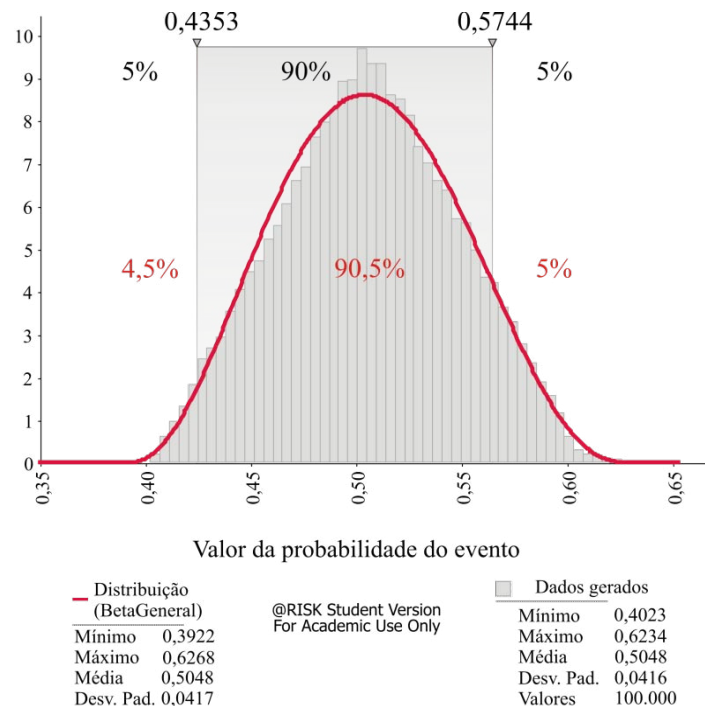 0,4353 0,5744
10
9
8
7
6
5
4
3
2
1
0
5% 90% 5%
4,5% 90,5% 5%
0,35 0,40 0,45 0,50 0,55 0,60 0,65
Valor da probabilidade do evento
Distribuição
(BetaGeneral)
Mínimo 0,3922
Máximo 0,6268
Média 0,5048
Desv. Pad. 0,0417
@RISK Student Version
For Academic Use Only
Dados gerados
Mínimo 0,4023
Máximo 0,6234
Média 0,5048
Desv. Pad. 0,0416
Valores 100.000